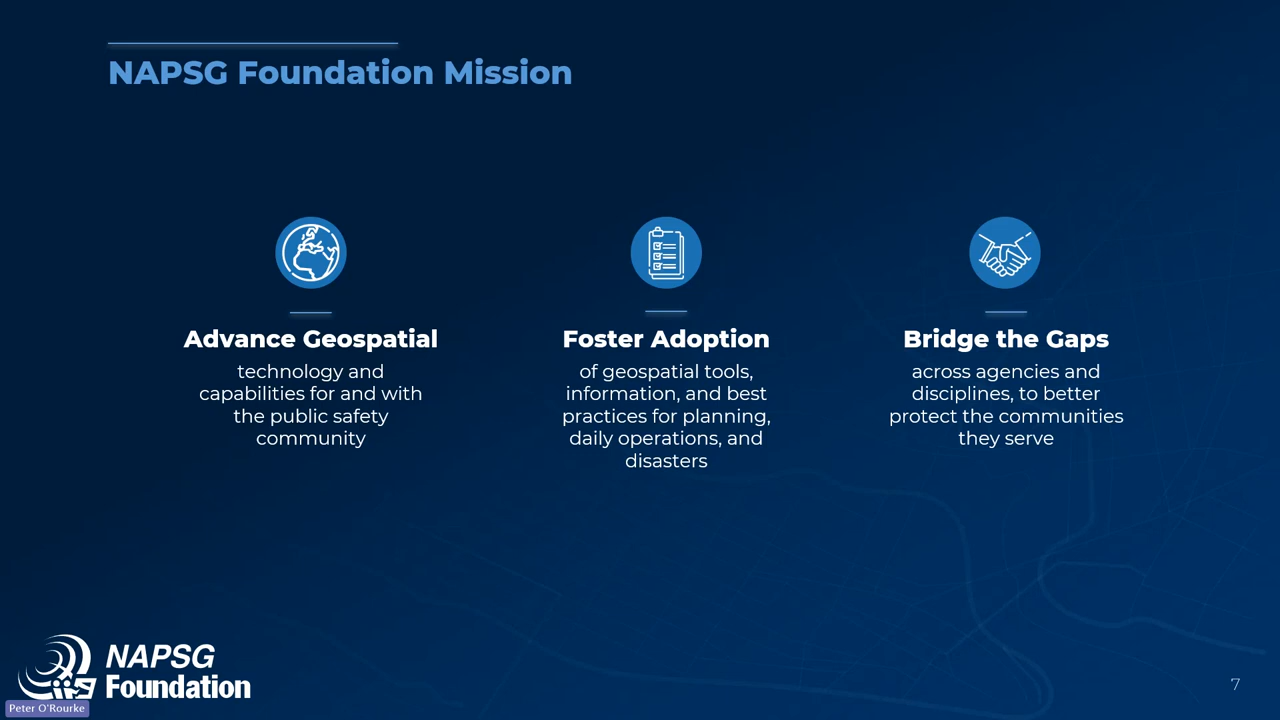 NAPSG Foundation Mission
Advance Geospatial
technology and
capabilities for and with
the public safety
community
Foster Adoption
of geospatial tools,
information, and best
practices for planning,
daily operations, and
disasters
Bridge the Gaps
across agencies and
disciplines, to better
protect the communities
they serve
NAPSG
Foundation
Peter O'Rourke
7